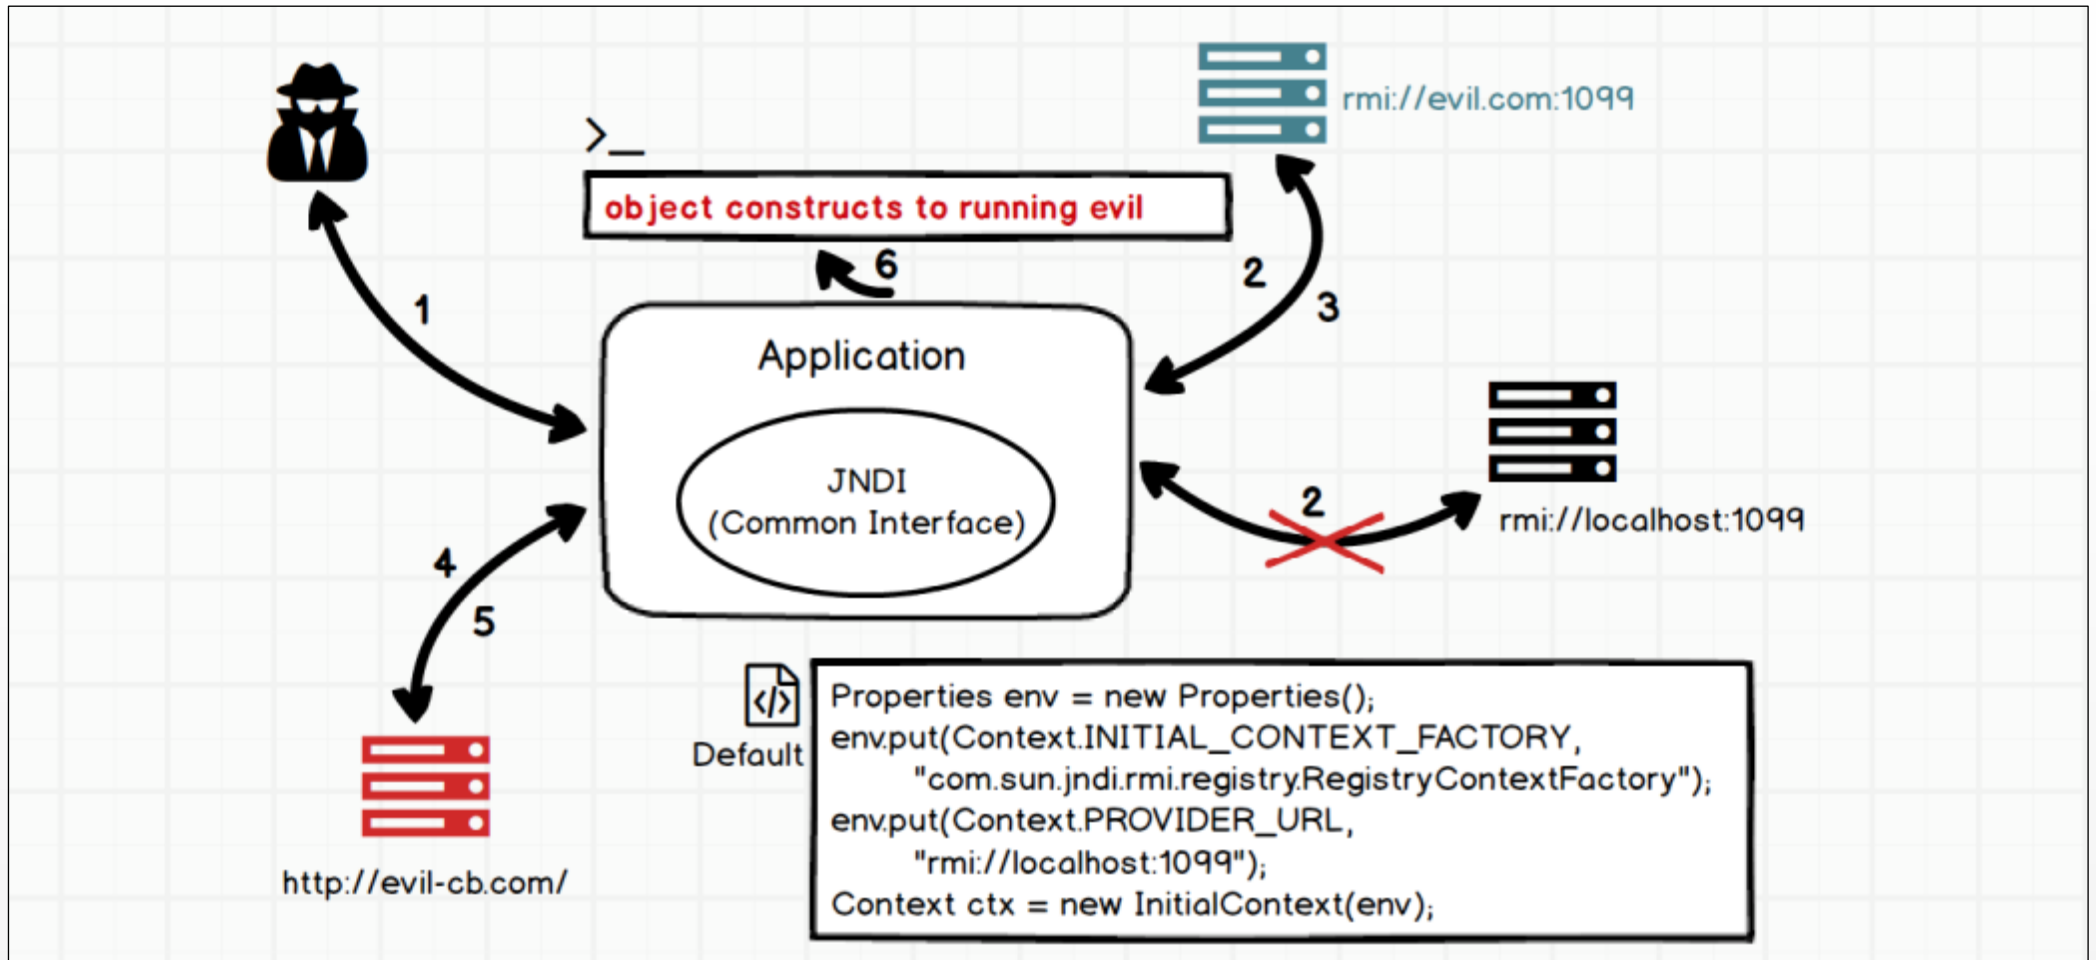 rmi://evil.com:1099
>_
object constructs to running evil
6
2
3
1
Application
JNDI
(Common Interface)
2
rmi://localhost:1099
4
5
Default
Properties env = new Properties();
env.put(Context.INITIAL_CONTEXT_FACTORY,
"com.sun.jndi.rmi.registry.RegistryContextFactory");
env.put(Context.PROVIDER_URL,
"rmi://localhost:1099");
Context ctx = new InitialContext(env);
</>
http://evil-cb.com/